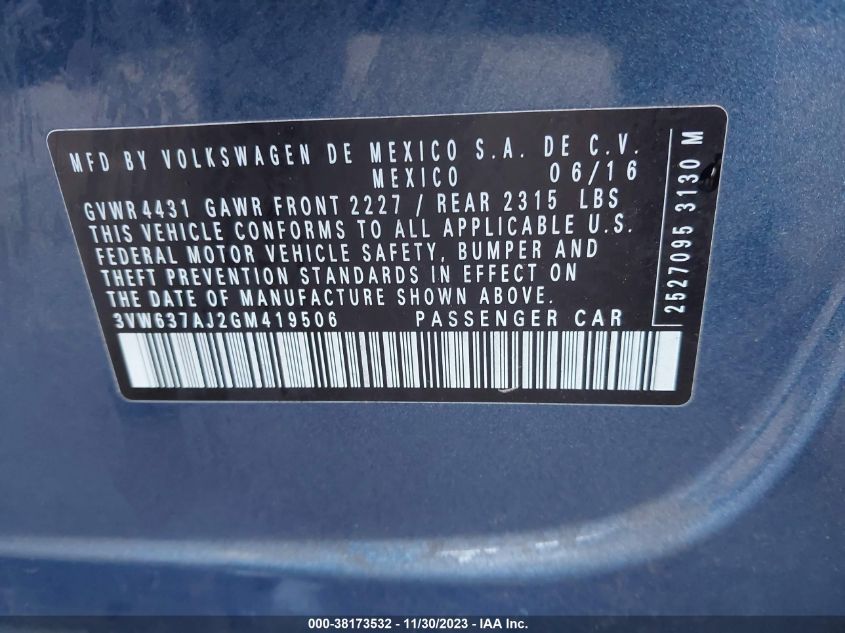 MFD BY VOLKSWAGEN DE MEXICO S.A. DE C.V.
MEXICO 06/16
GVWR 4431 GAWR FRONT 2227 / REAR 2315 LBS
THIS VEHICLE CONFORMS TO ALL APPLICABLE U.S.
FEDERAL MOTOR VEHICLE SAFETY, BUMPER AND
THEFT PREVENTION STANDARDS IN EFFECT ON
THE DATE OF MANUFACTURE SHOWN ABOVE.
3VW637AJ2GM419506 PASSENGER CAR
2527095 3130 M
000-38173532 - 11/30/2023 - IAA Inc.